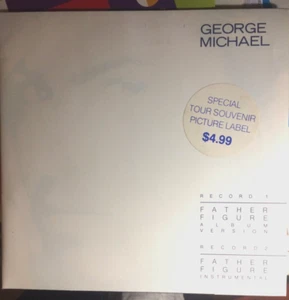 GEORGE
MICHAEL
SPECIAL
TOUR SOUVENIR
PICTURE LABEL
$4.99
RECORD 1
FATHER
FIGURE
ALBUM
VERSION
RECORD 2
FATHER
FIGURE
INSTRUMENTAL